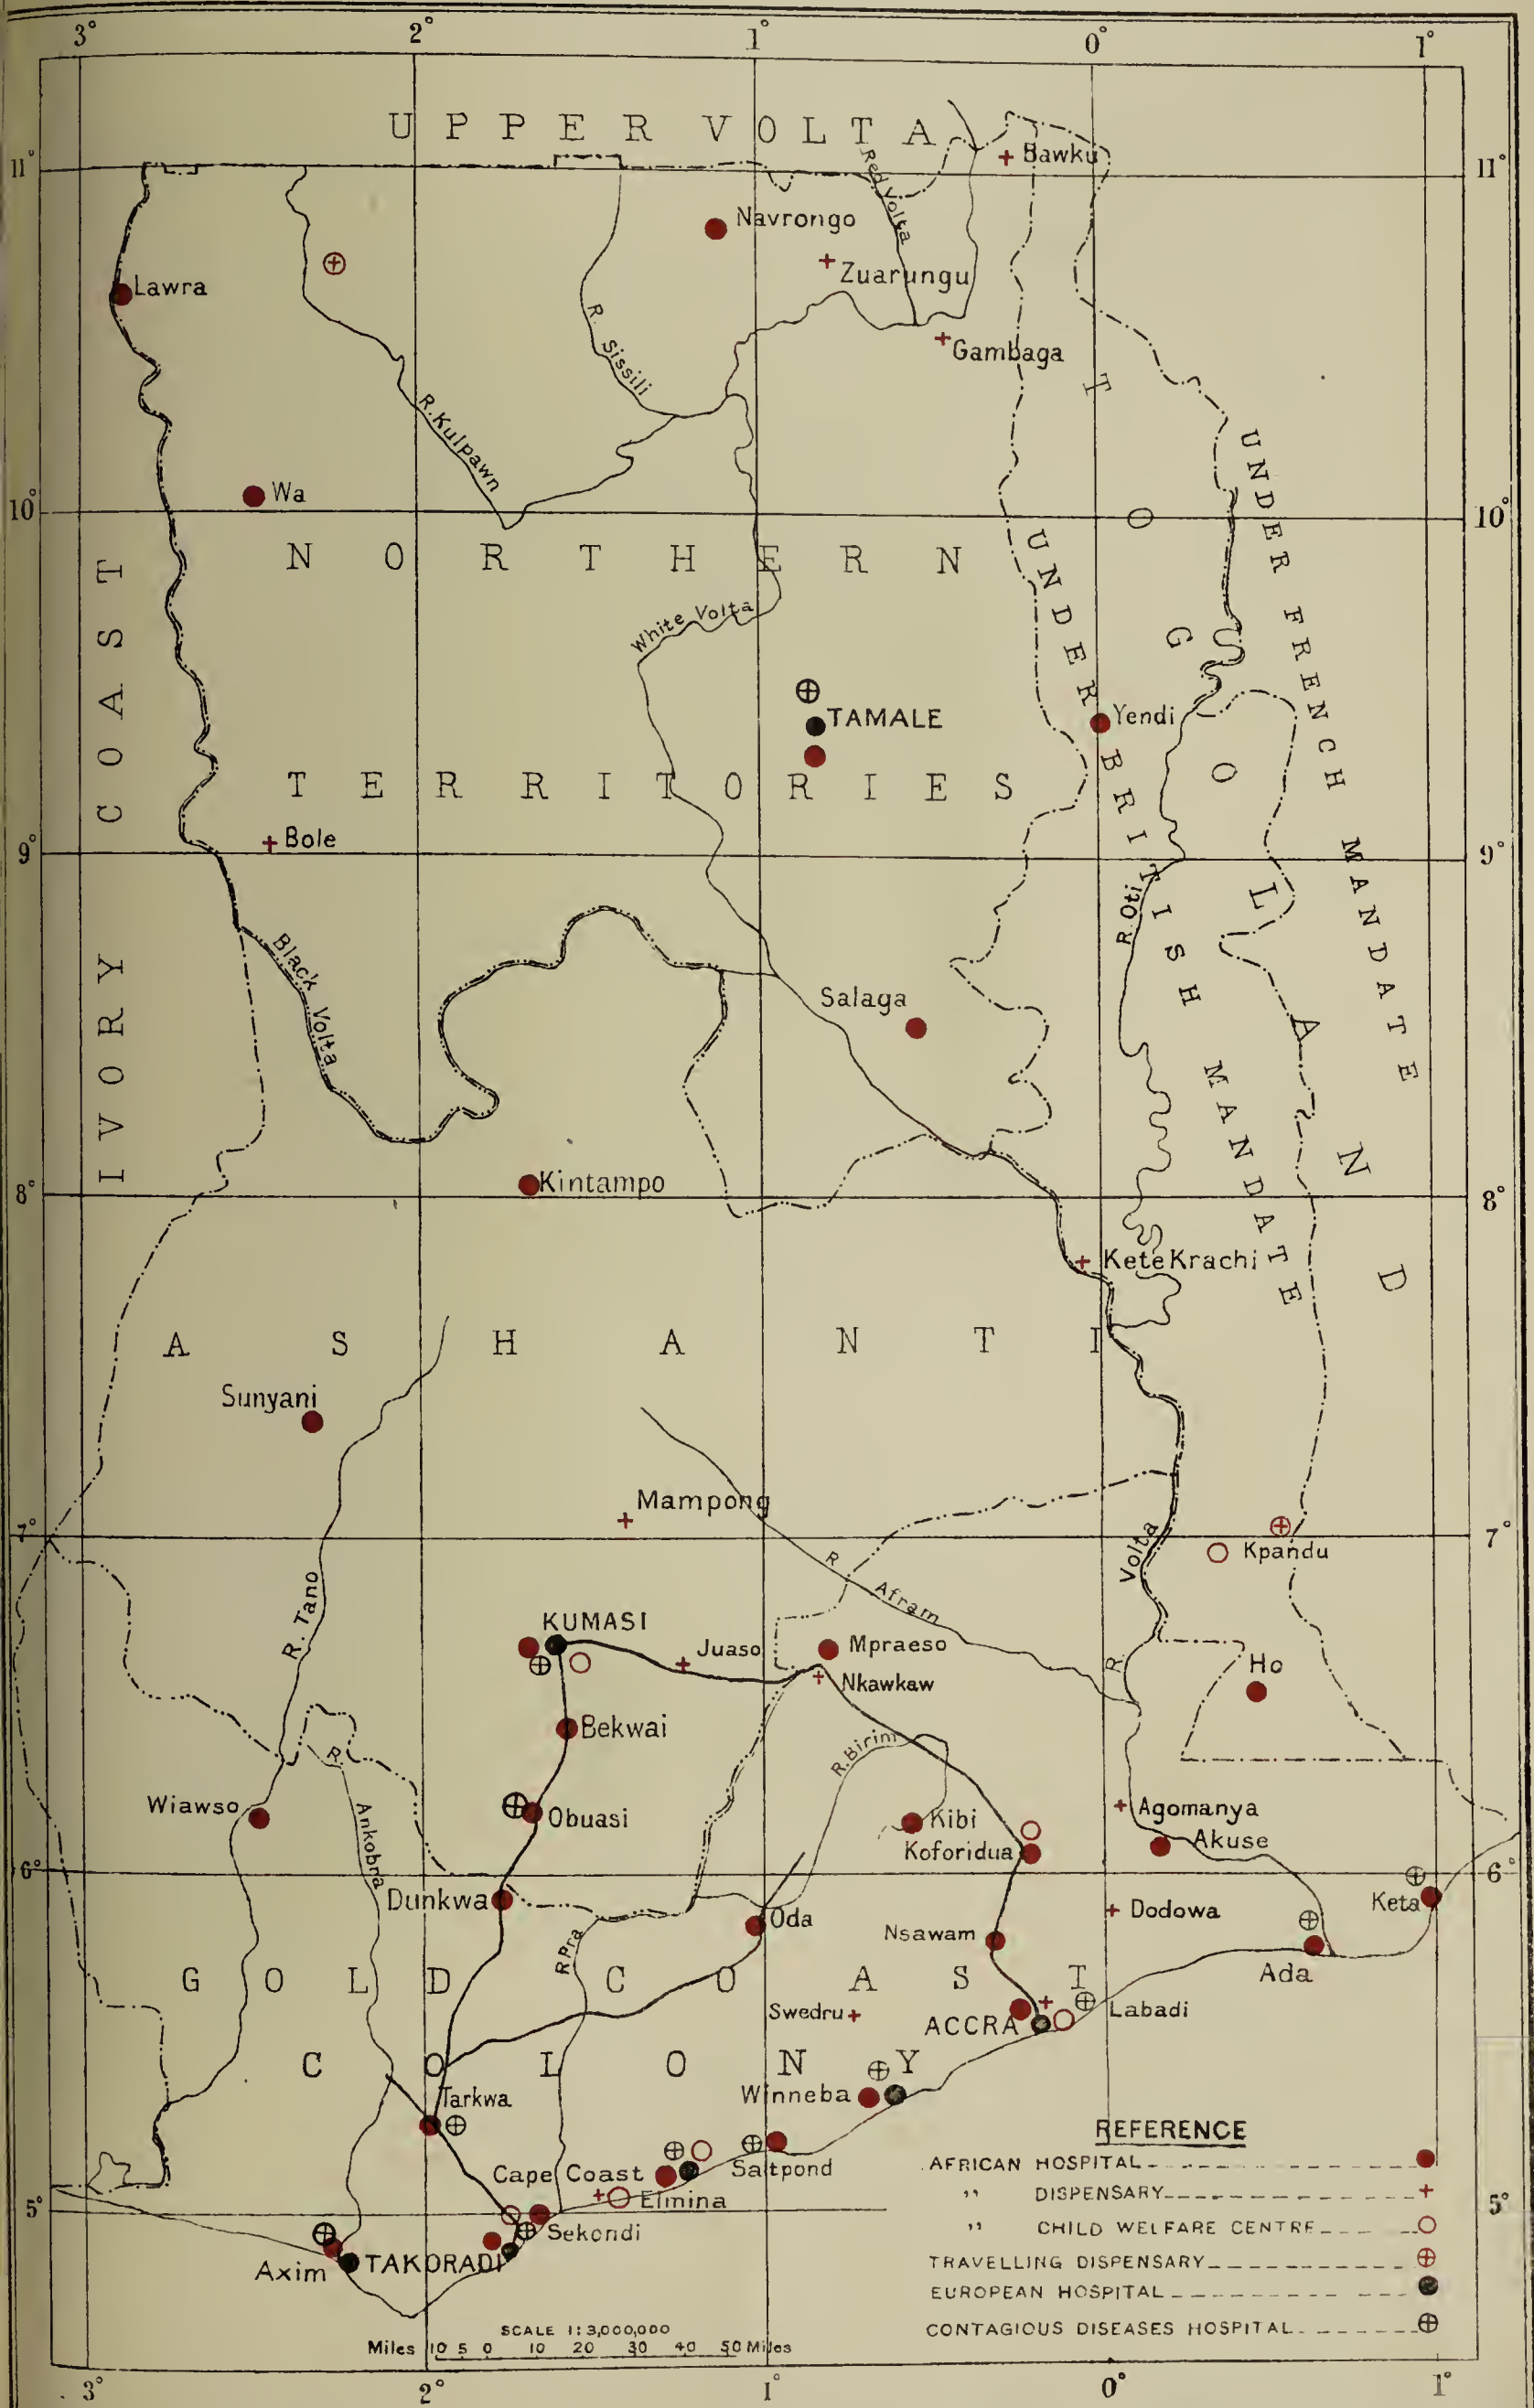 3° 2° 1° 0° 1°
UPPER VOLTA
11° 11°
Bawku
Red Volta
Navrongo
Zuarungu
Lawra
R. Sissili
Gambaga
R. Kulpawn
Wa
10° 10°
NORTHERN
TERRITORIES
IVORY COAST
TOGOLAND
UNDER FRENCH MANDATE
UNDER BRITISH MANDATE
White Volta
TAMALE
Yendi
Bole
9° 9°
R. Oti
Black Volta
Salaga
Kintampo
8° 8°
Kete Krachi
ASHANTI
Sunyani
Mampong
7° 7°
Kpandu
R. Volta
R. Afram
R. Tano
KUMASI
Juaso
Mpraeso
Nkawkaw
Ho
Bekwai
R. Birim
R. Ankobra
Wiawso
Obuasi
Kibi
Agomanya
Koforidua
Akuse
6° 6°
Dunkwa
Keta
Oda
Dodowa
Nsawam
R. Pra
Ada
GOLD COAST
Swedru
ACCRA
Labadi
COLONY
Winneba
Tarkwa
Saltpond
Cape Coast
Elmina
5° 5°
Sekondi
TAKORADI
Axim
REFERENCE
AFRICAN HOSPITAL
,, DISPENSARY
,, CHILD WELFARE CENTRE
TRAVELLING DISPENSARY
EUROPEAN HOSPITAL
CONTAGIOUS DISEASES HOSPITAL
SCALE 1:3,000,000
Miles 10 5 0 10 20 30 40 50 Miles
3° 2° 1° 0° 1°